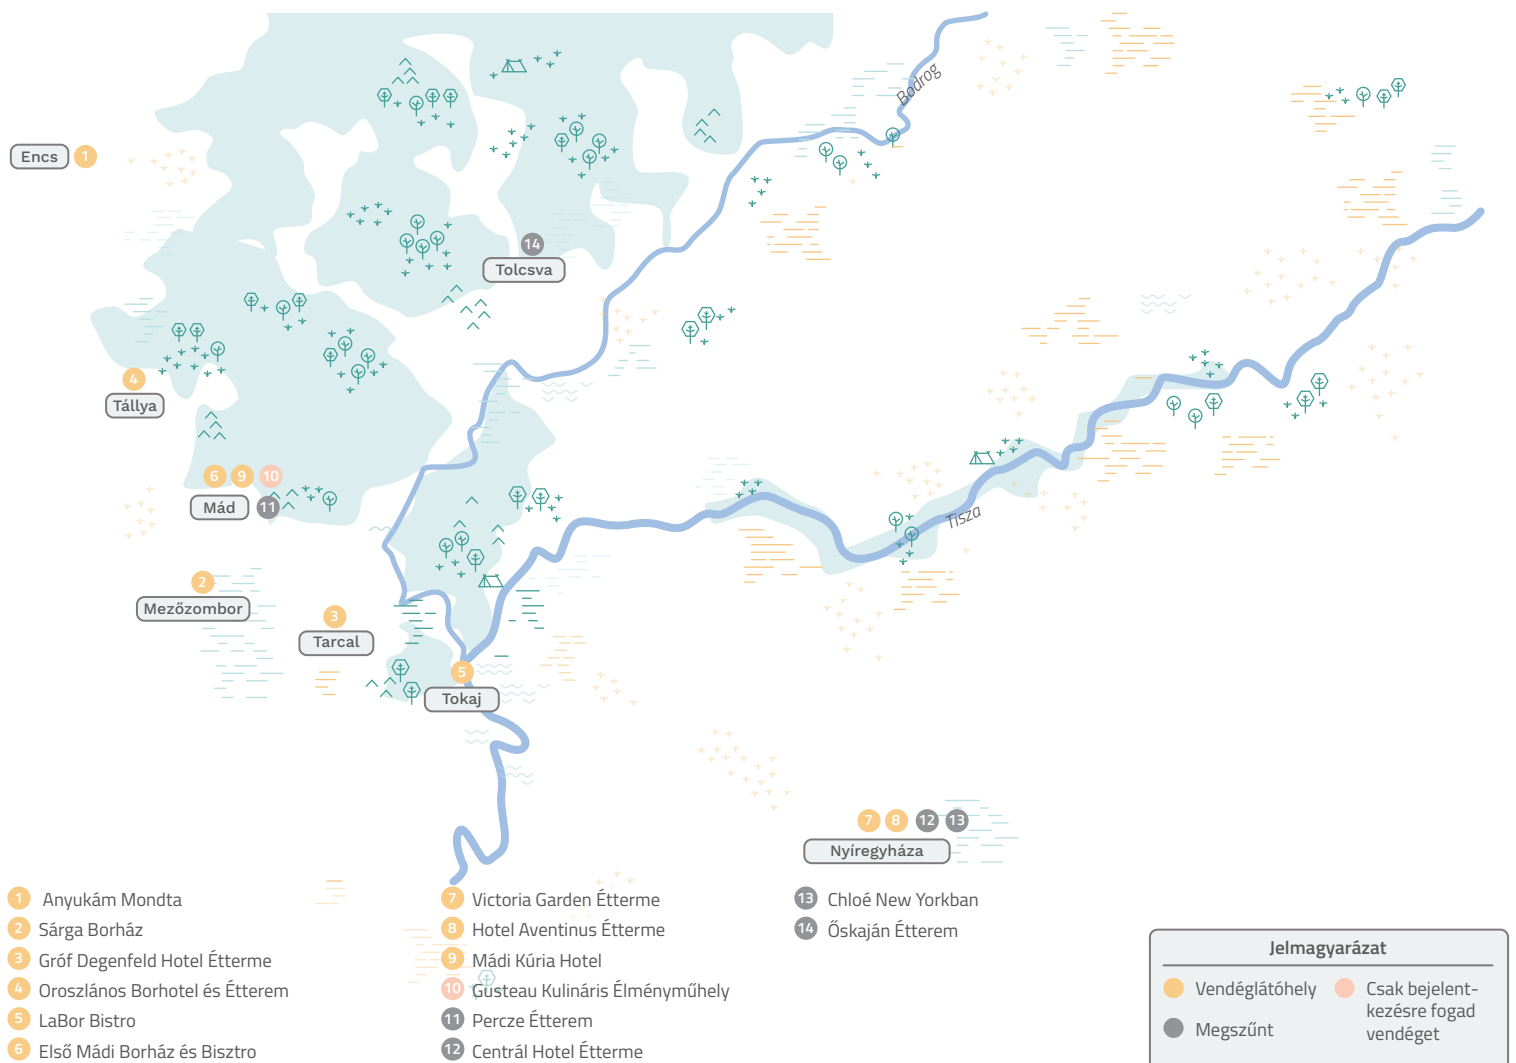 Bodrog
Encs 1
14
Tolcsva
4
Tállya
6 9 10
Mád 11
Tisza
2
Mezőzombor
3
Tarcal
5
Tokaj
7 8 12 13
Nyíregyháza
1 Anyukám Mondta
2 Sárga Borház
3 Gróf Degenfeld Hotel Étterme
4 Oroszlános Borhotel és Étterem
5 LaBor Bistro
6 Első Mádi Borház és Bisztro
7 Victoria Garden Étterme
8 Hotel Aventinus Étterme
9 Mádi Kúria Hotel
10 Gusteau Kulináris Élményműhely
11 Percze Étterem
12 Centrál Hotel Étterme
13 Chloé New Yorkban
14 Őskaján Étterem
Jelmagyarázat
Vendéglátóhely
Megszűnt
Csak bejelent-
kezésre fogad
vendéget